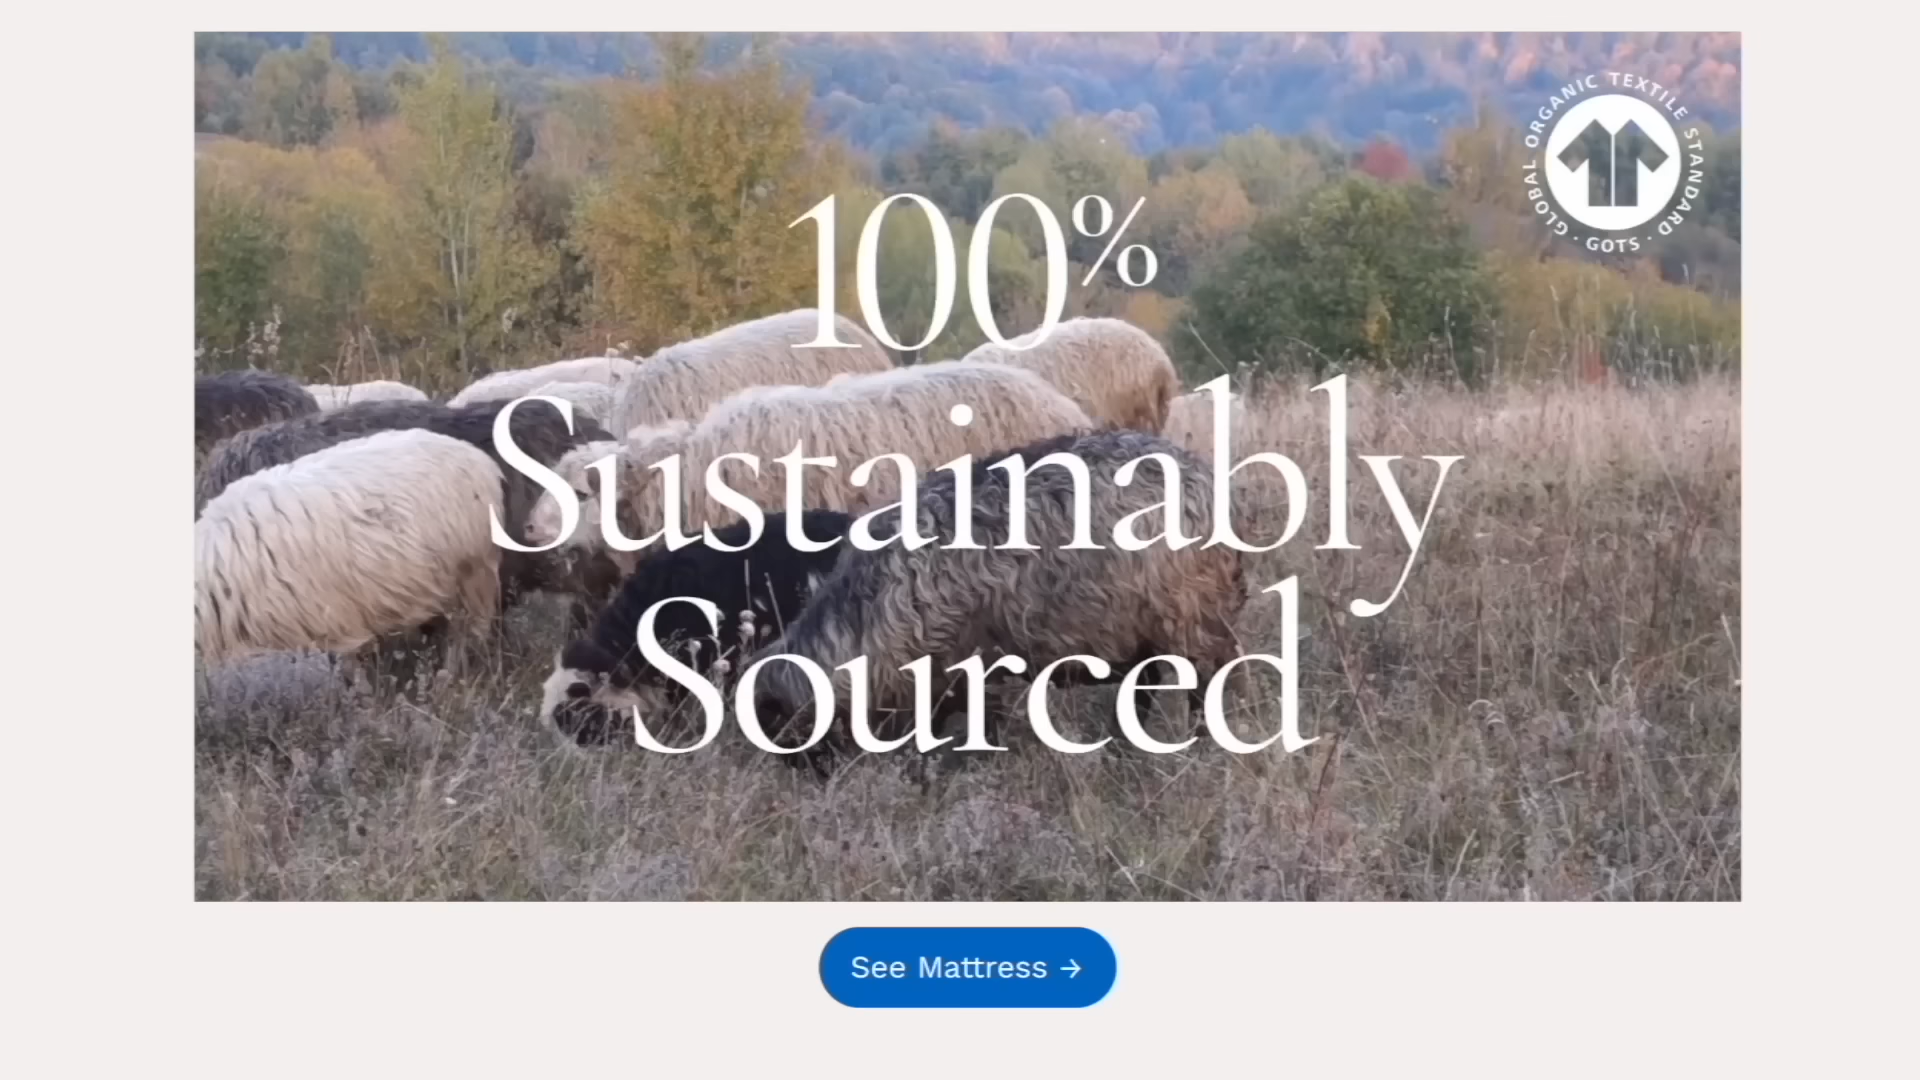 GLOBAL ORGANIC TEXTILE STANDARD · GOTS ·
100%
Sustainably
Sourced
See Mattress →